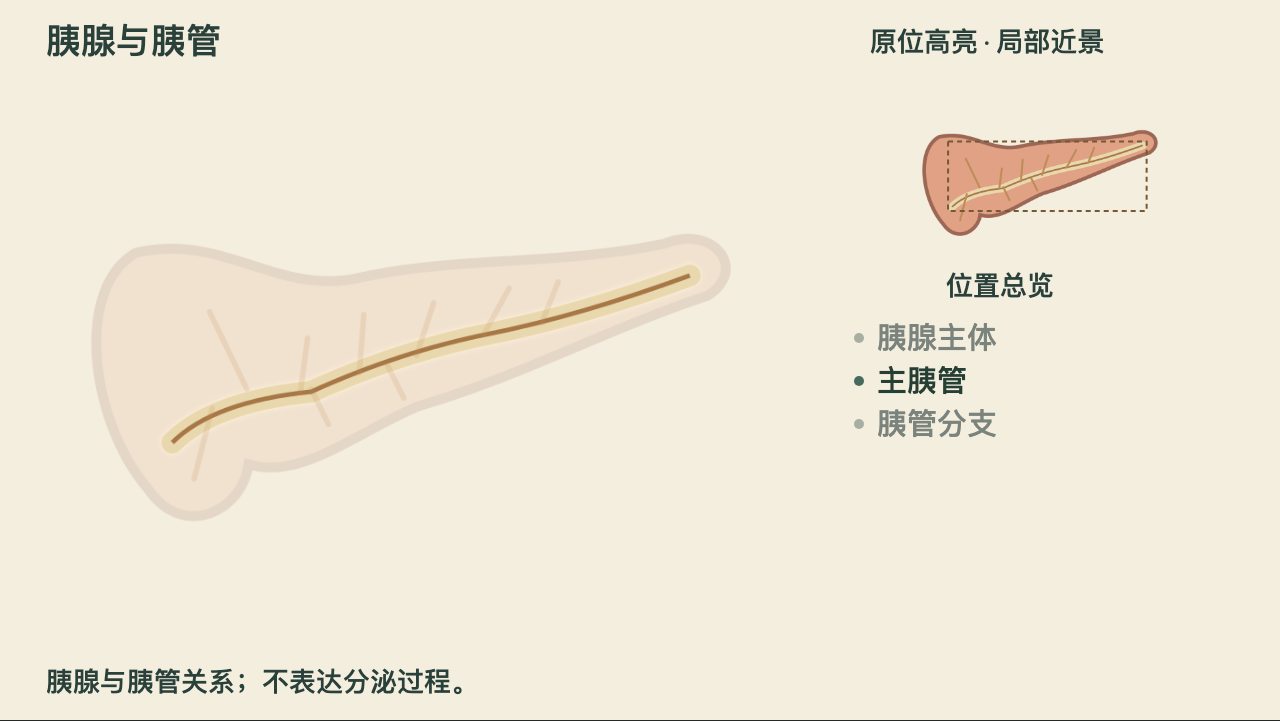 胰腺与胰管
原位高亮 · 局部近景
位置总览
胰腺主体
主胰管
胰管分支
胰腺与胰管关系；不表达分泌过程。